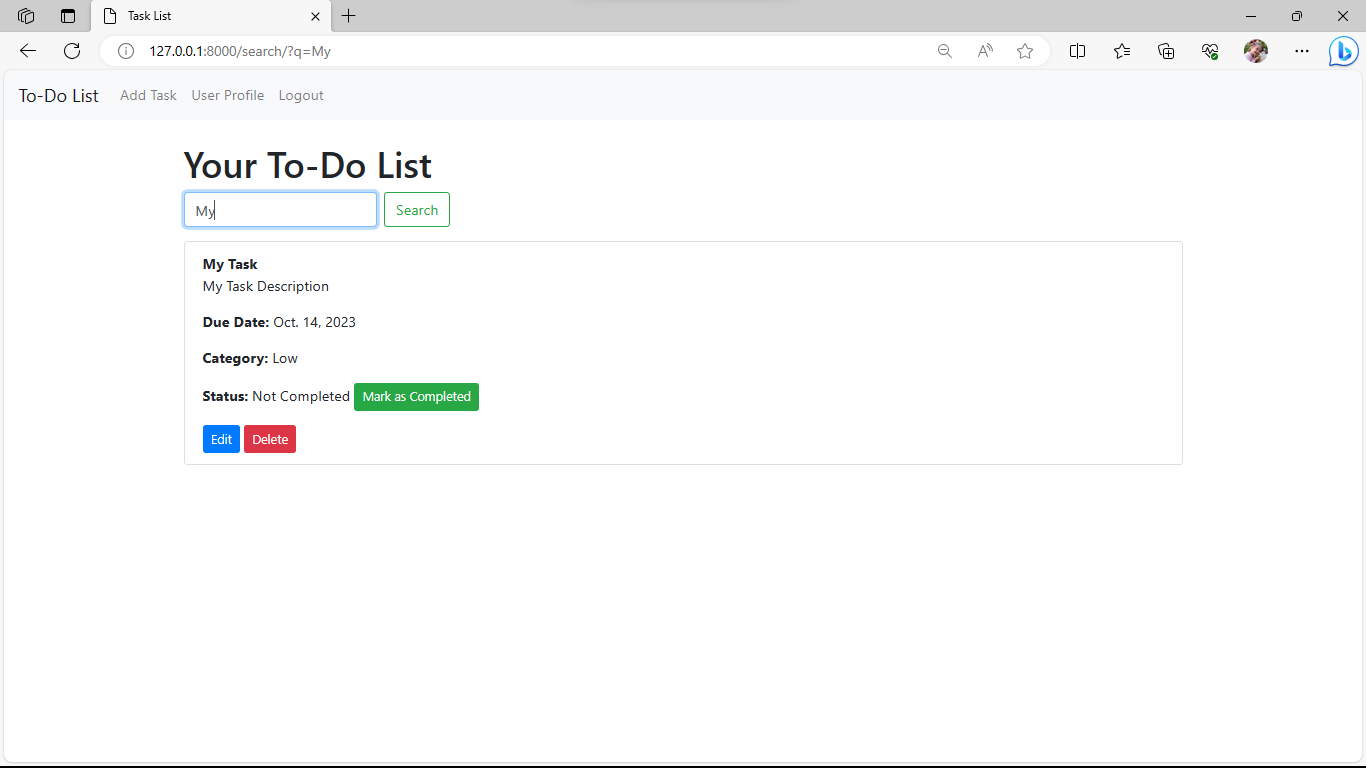 Task List
127.0.0.1:8000/search/?q=My
To-Do List Add Task User Profile Logout
Your To-Do List
My Search
My Task
My Task Description
Due Date: Oct. 14, 2023
Category: Low
Status: Not Completed Mark as Completed
Edit Delete